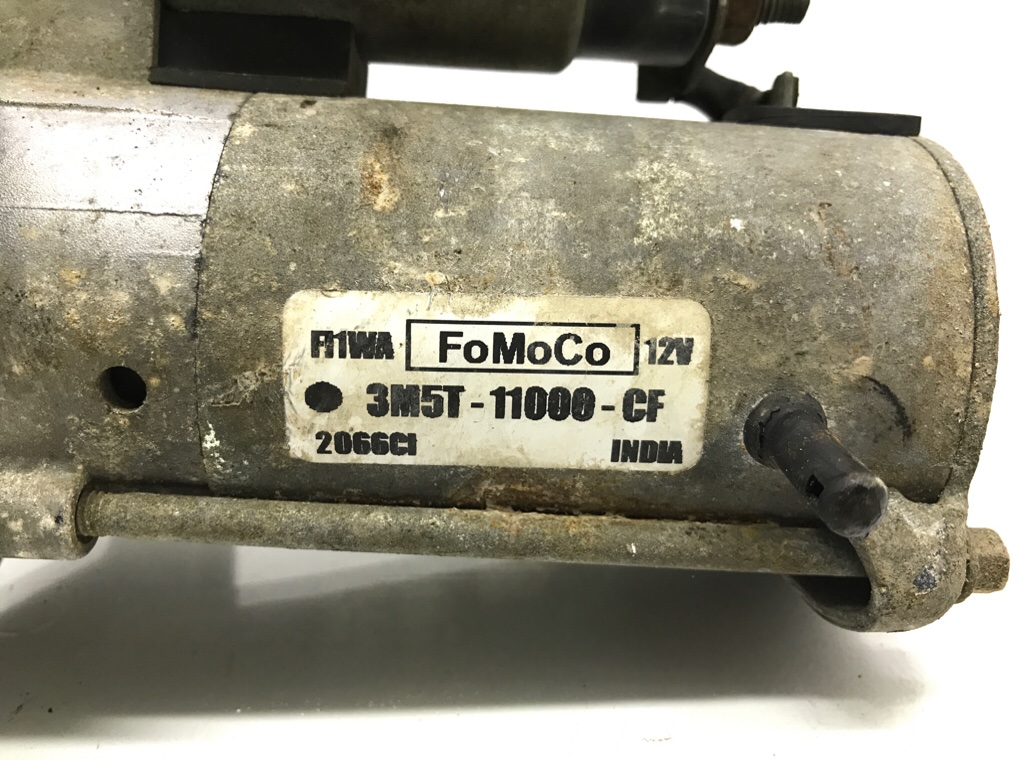 FI1WA FoMoCo 12V
3M5T-11000-CF
2066CI INDIA